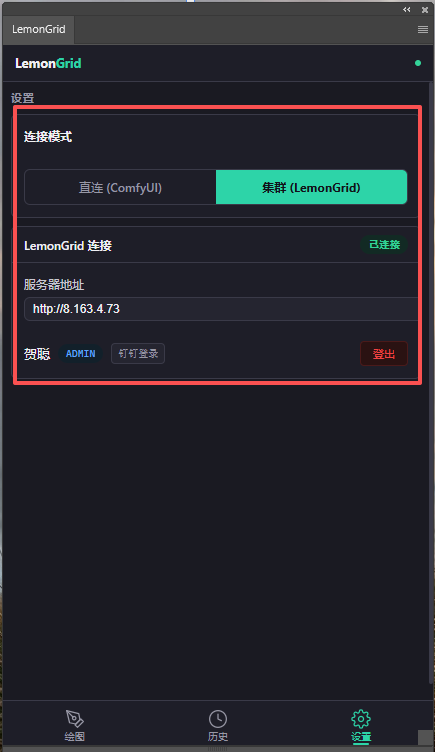 LemonGrid
LemonGrid
设置
连接模式
直连 (ComfyUI)
集群 (LemonGrid)
LemonGrid 连接
已连接
服务器地址
http://8.163.4.73
贺聪 ADMIN 钉钉登录 登出
绘图
历史
设置